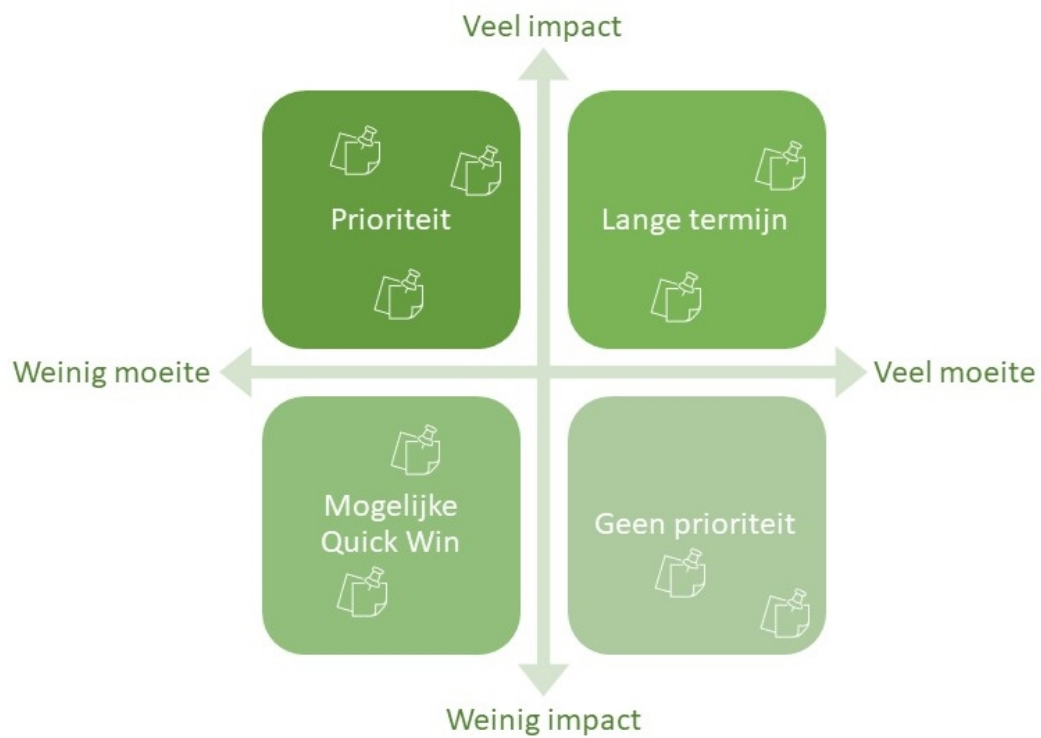 Veel impact
Prioriteit
Lange termijn
Weinig moeite
Veel moeite
Mogelijke
Quick Win
Geen prioriteit
Weinig impact